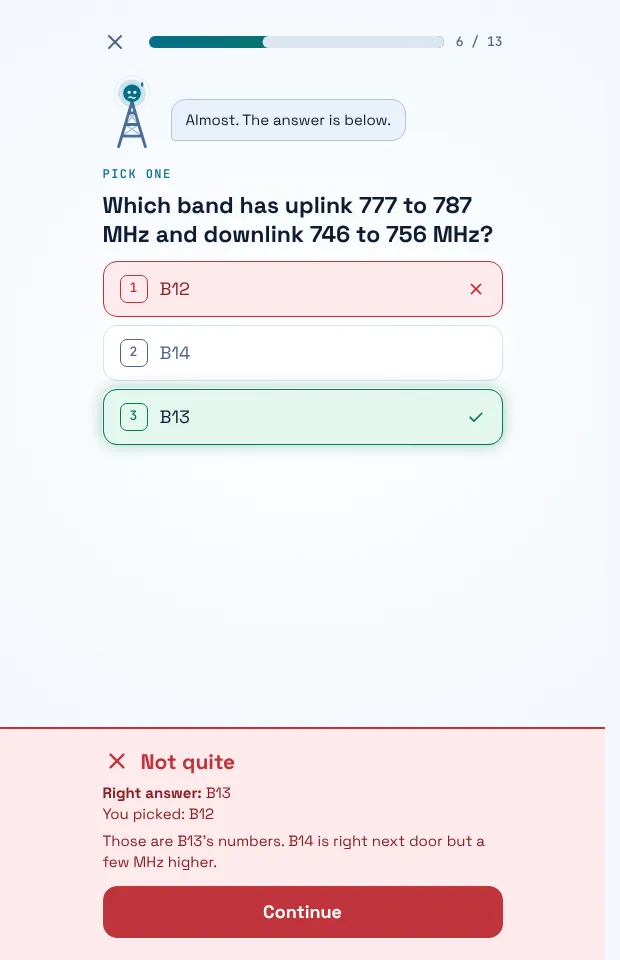 6 / 13
Almost. The answer is below.
PICK ONE
Which band has uplink 777 to 787
MHz and downlink 746 to 756 MHz?
1 B12
2 B14
3 B13
Not quite
Right answer: B13
You picked: B12
Those are B13's numbers. B14 is right next door but a
few MHz higher.
Continue